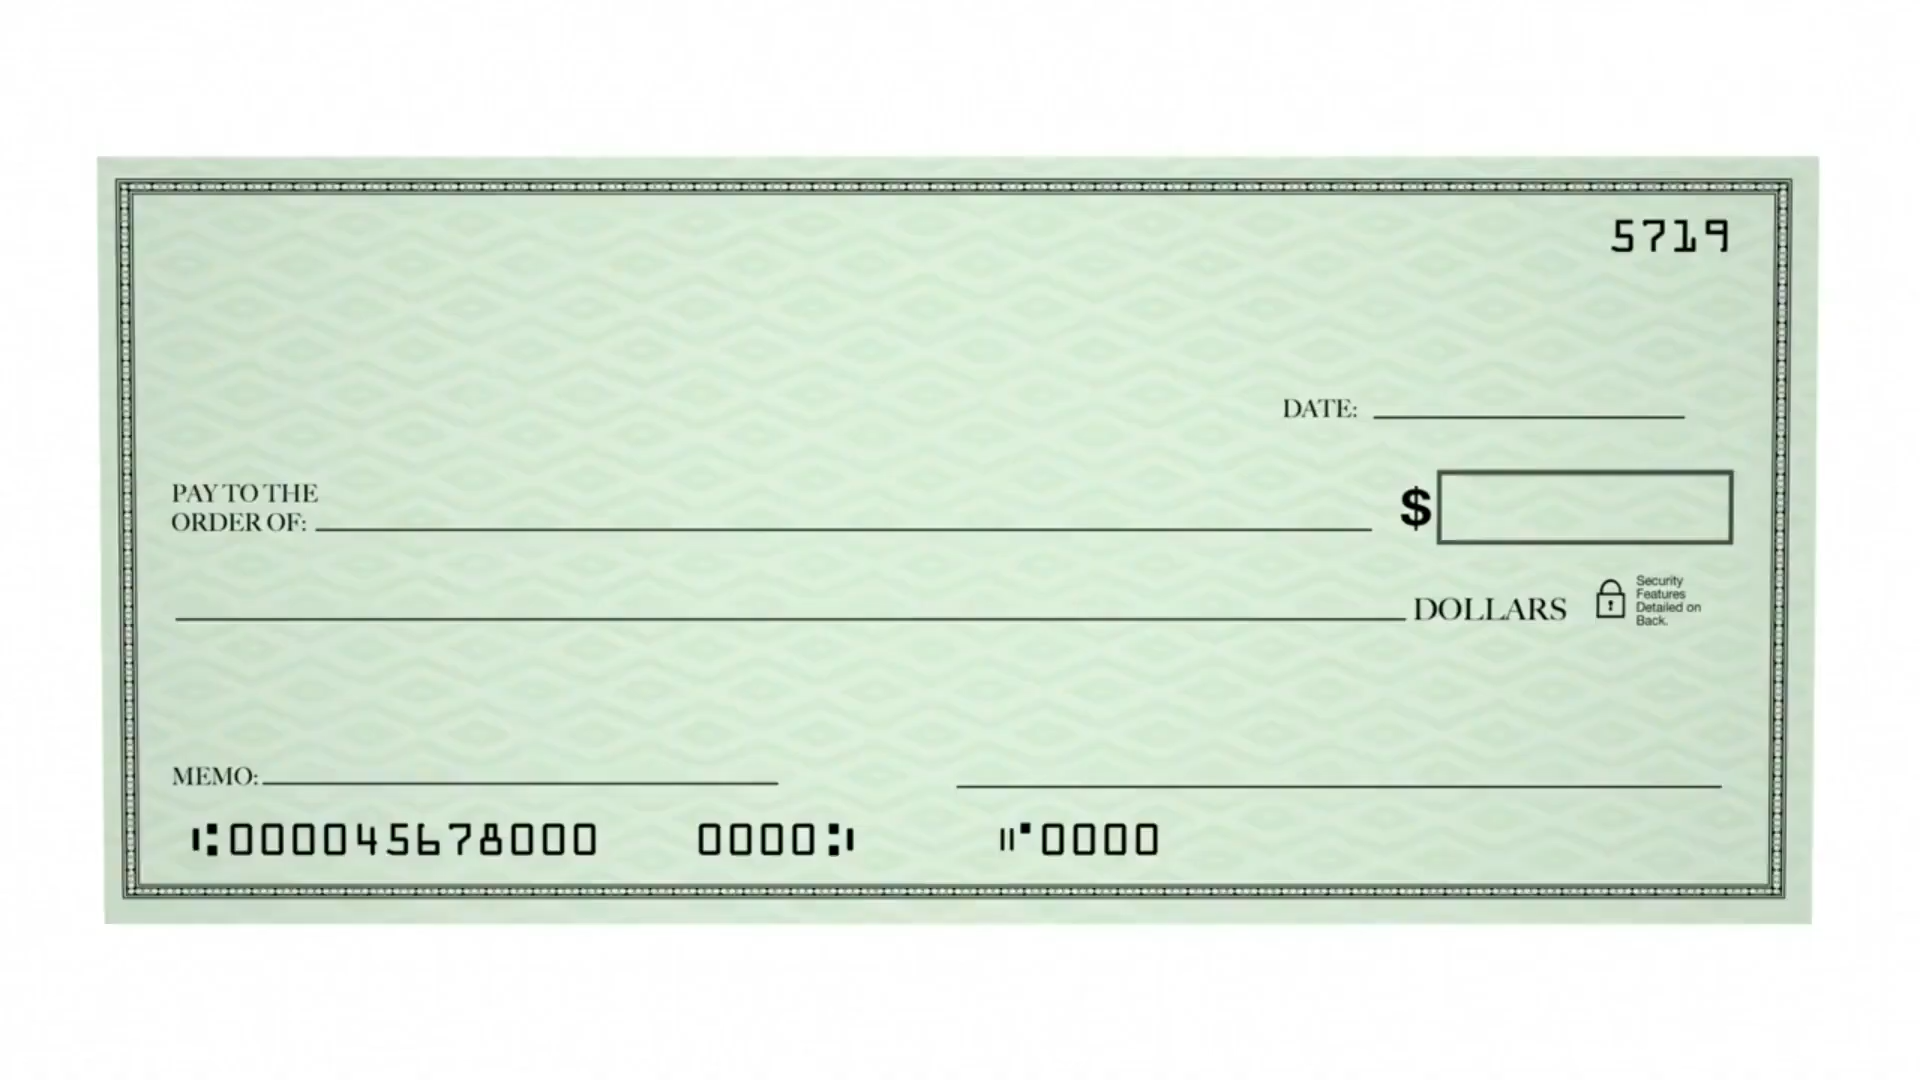 5719
DATE:
PAY TO THE
ORDER OF:
$
DOLLARS
Security
Features
Detailed on
Back.
MEMO:
⑆000045678000 0000⑆ ⑈0000